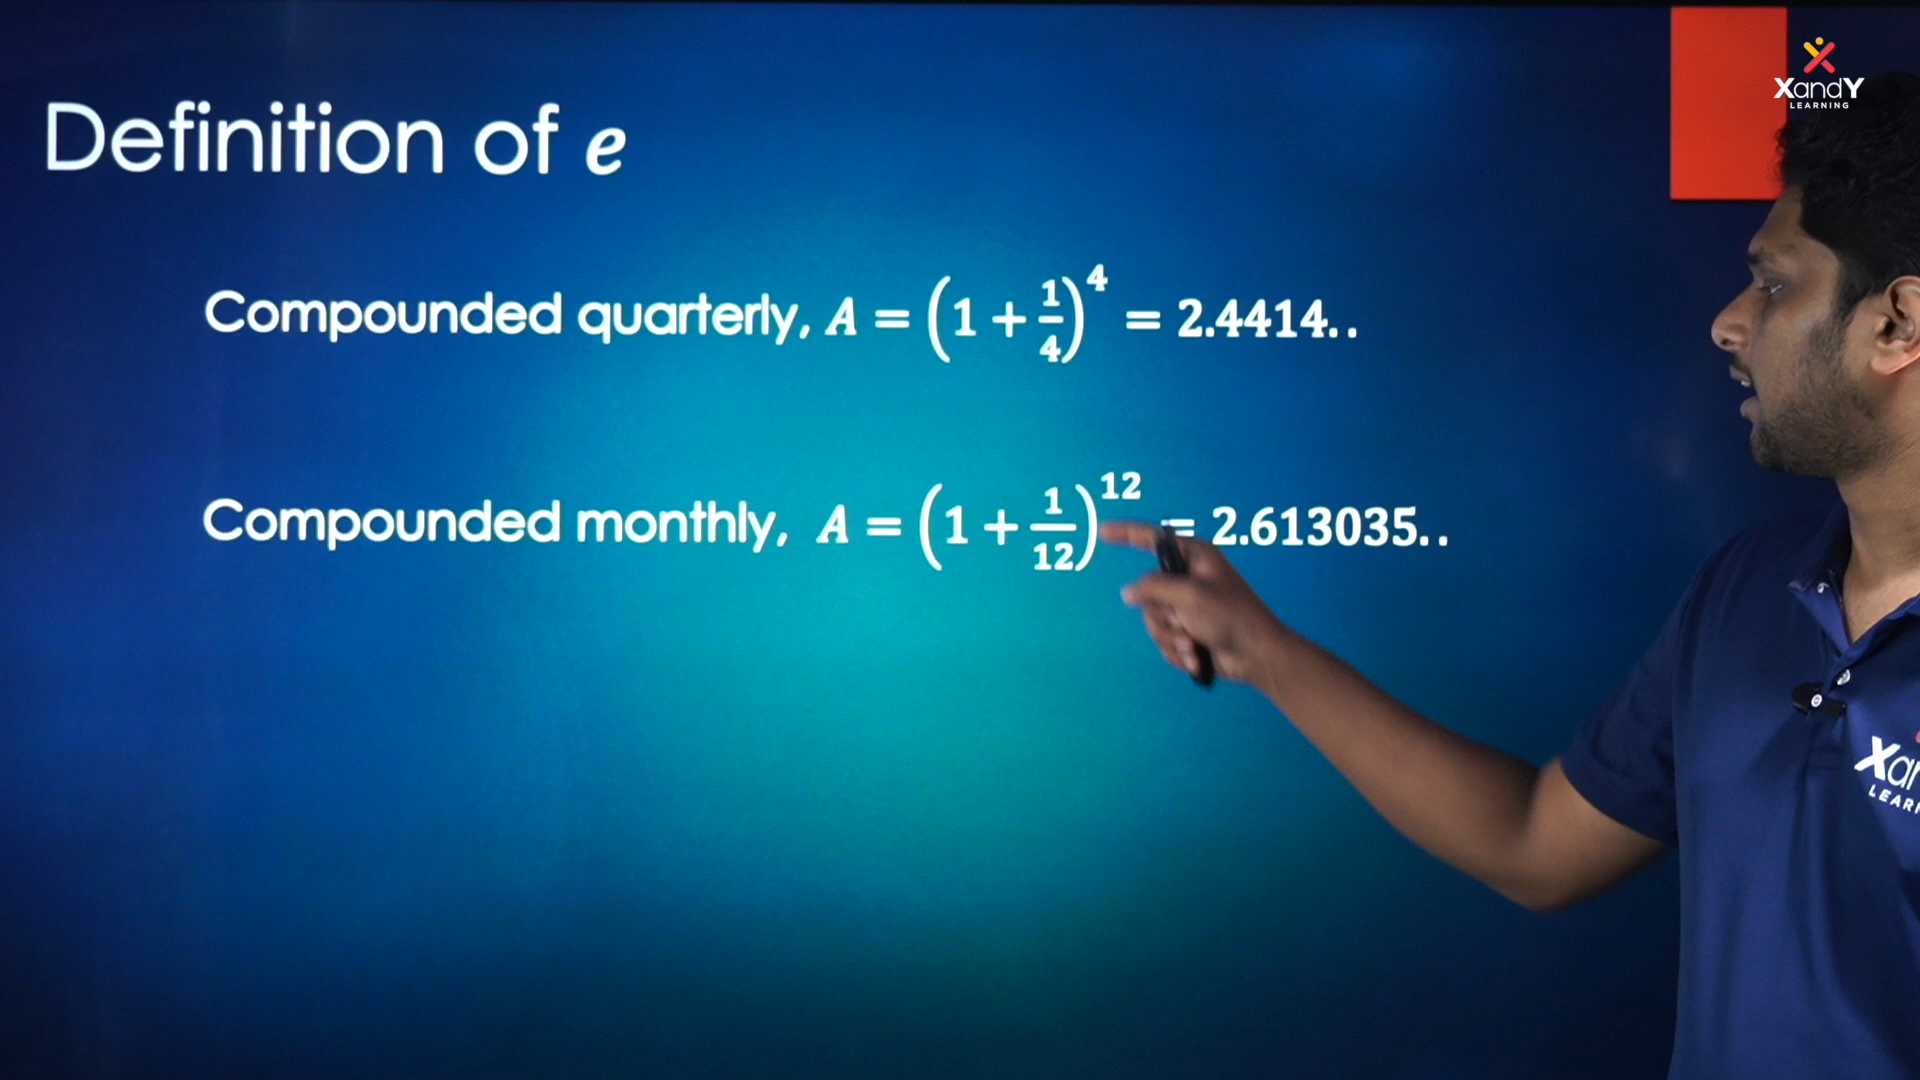 XandY
LEARNING
Definition of e
Compounded quarterly, A = (1 + 1/4)^4 = 2.4414..
Compounded monthly, A = (1 + 1/12)^12 = 2.613035..